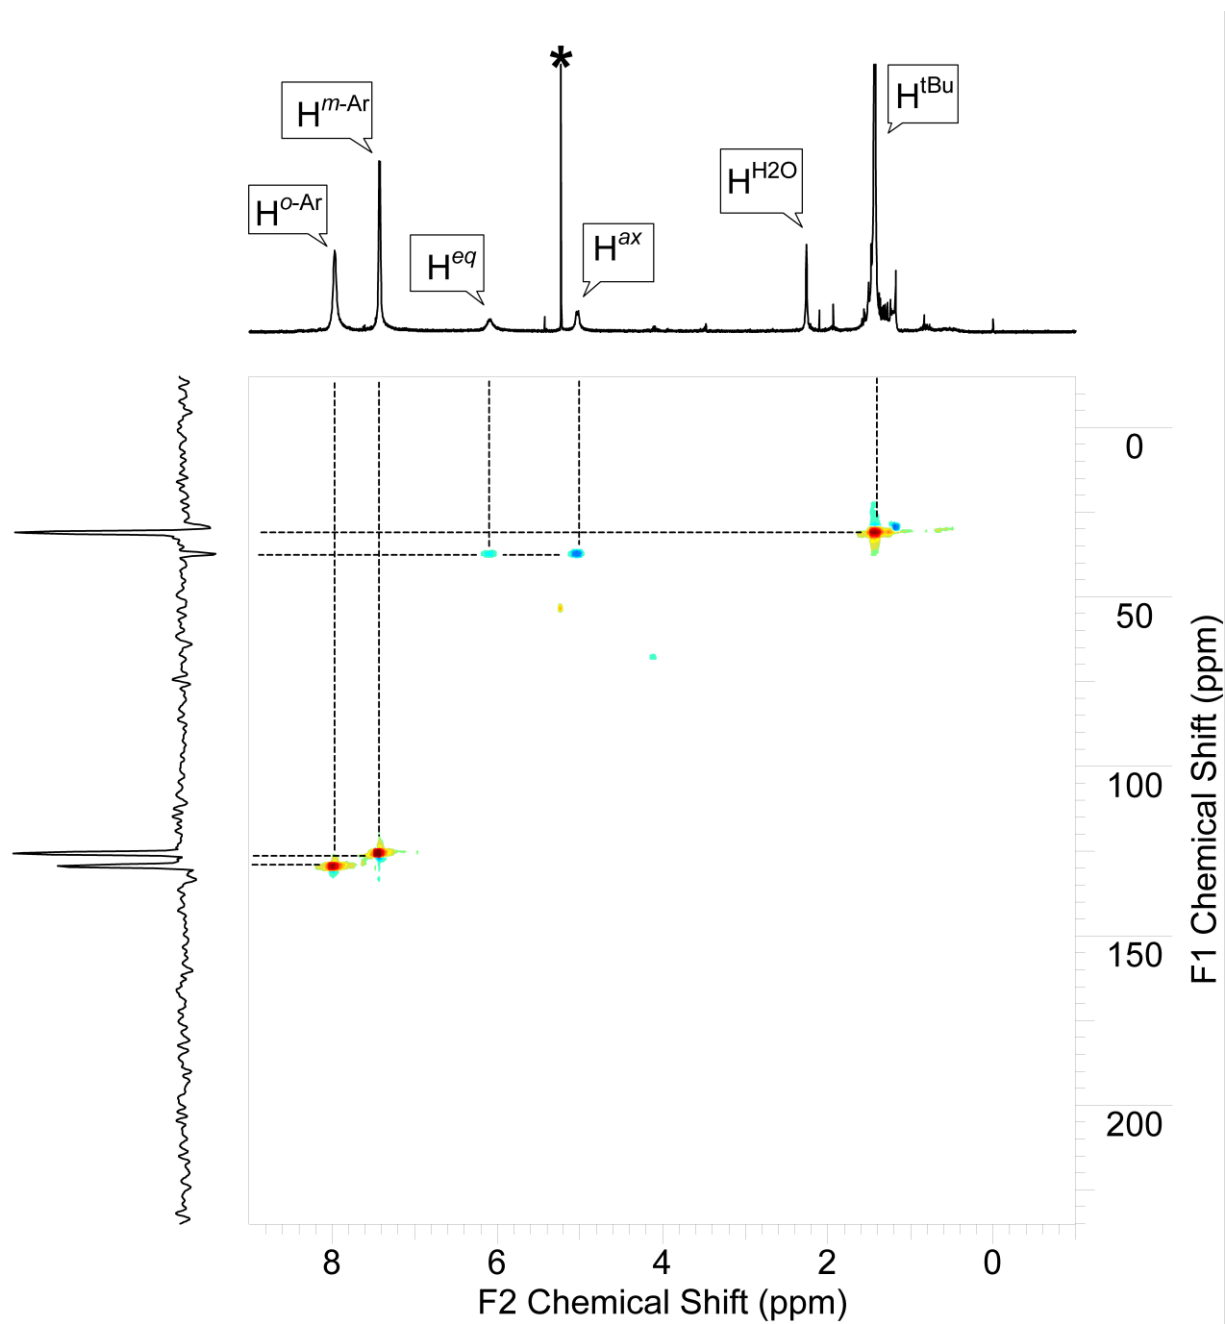 *
H^tBu
H^m-Ar
H^H2O
H^o-Ar
H^eq
H^ax
0
50
100
150
200
F1 Chemical Shift (ppm)
8 6 4 2 0
F2 Chemical Shift (ppm)